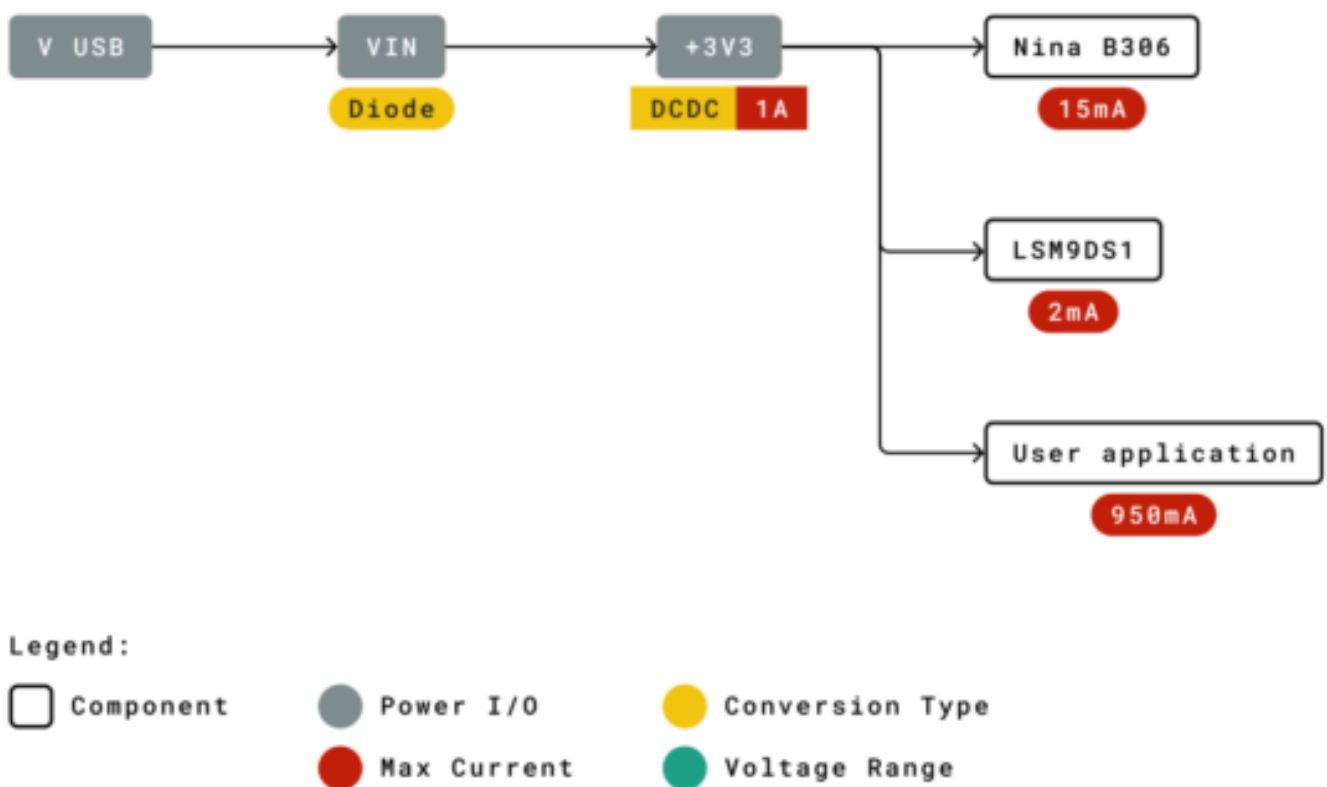 V USB
VIN
+3V3
Nina B306
Diode
DCDC
1A
15mA
LSM9DS1
2mA
User application
950mA
Legend:
Component
Power I/O
Conversion Type
Max Current
Voltage Range